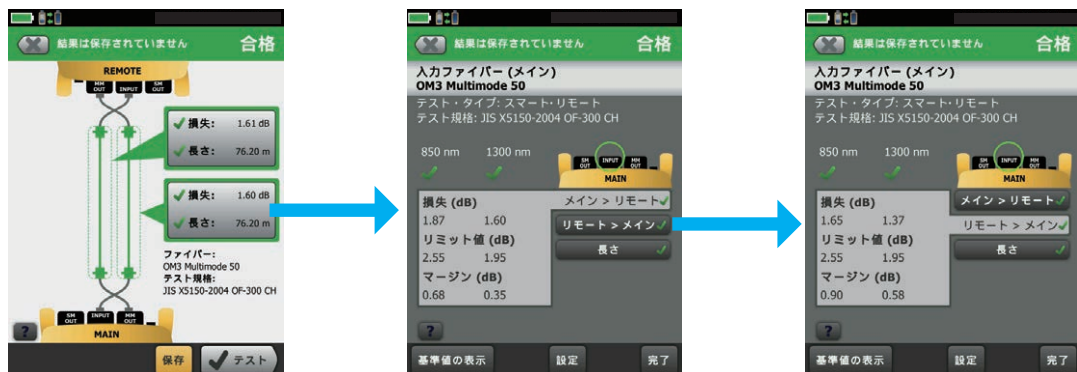 結果は保存されていません 合格
REMOTE
MM OUT INPUT SM OUT
損失: 1.61 dB
長さ: 76.20 m
損失: 1.60 dB
長さ: 76.20 m
ファイバー:
OM3 Multimode 50
テスト規格:
JIS X5150-2004 OF-300 CH
SM OUT INPUT MM OUT
MAIN
?
保存 テスト
結果は保存されていません 合格
入力ファイバー (メイン)
OM3 Multimode 50
テスト・タイプ: スマート・リモート
テスト規格: JIS X5150-2004 OF-300 CH
850 nm 1300 nm
SM OUT INPUT MM OUT
MAIN
損失 (dB)
1.87 1.60
リミット値 (dB)
2.55 1.95
マージン (dB)
0.68 0.35
メイン > リモート
リモート > メイン
長さ
?
基準値の表示 設定 完了
結果は保存されていません 合格
入力ファイバー (メイン)
OM3 Multimode 50
テスト・タイプ: スマート・リモート
テスト規格: JIS X5150-2004 OF-300 CH
850 nm 1300 nm
SM OUT INPUT MM OUT
MAIN
損失 (dB)
1.65 1.37
リミット値 (dB)
2.55 1.95
マージン (dB)
0.90 0.58
メイン > リモート
リモート > メイン
長さ
?
基準値の表示 設定 完了